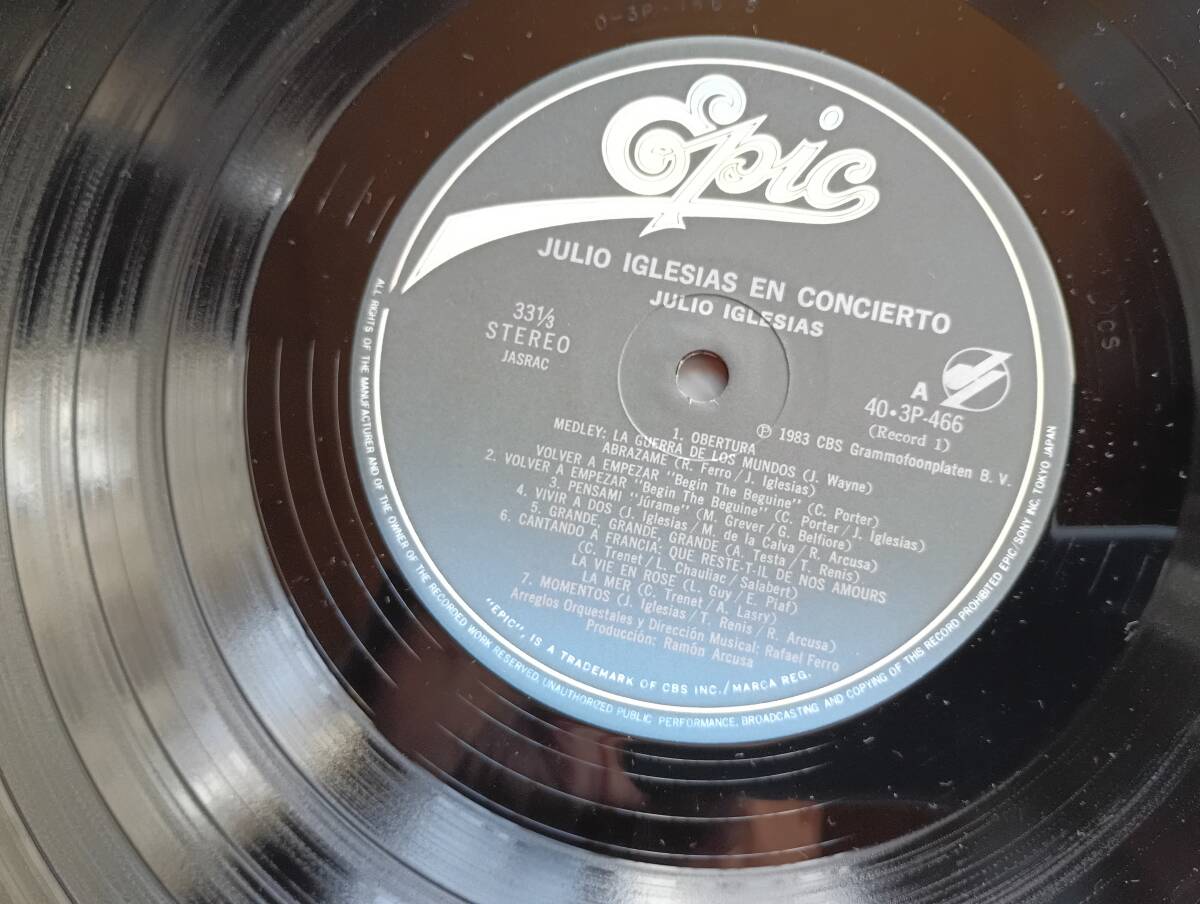 Epic
JULIO IGLESIAS EN CONCIERTO
JULIO IGLESIAS
33⅓
STEREO
JASRAC
A
40・3P-466
(Record 1)
℗ 1983 CBS Grammofoonplaten B. V.
1. OBERTURA
MEDLEY: LA GUERRA DE LOS MUNDOS (J. Wayne)
ABRAZAME (R. Ferro/J. Iglesias)
VOLVER A EMPEZAR "Begin The Beguine" (C. Porter)
2. VOLVER A EMPEZAR "Begin The Beguine" (C. Porter/J. Iglesias)
3. PENSAMI "Júrame" (M. Grever/G. Belfiore)
4. VIVIR A DOS (J. Iglesias/M. de la Calva/R. Arcusa)
5. GRANDE, GRANDE, GRANDE (A. Testa/T. Renis)
6. CANTANDO A FRANCIA: QUE RESTE-T-IL DE NOS AMOURS
(C. Trenet/L. Chauliac/Salabert)
LA VIE EN ROSE (L. Guy/E. Piaf)
LA MER (C. Trenet/A. Lasry)
7. MOMENTOS (J. Iglesias/T. Renis/R. Arcusa)
Arreglos Orquestales y Dirección Musical: Rafael Ferro
Producción: Ramón Arcusa
"EPIC", IS A TRADEMARK OF CBS INC./MARCA REG.
ALL RIGHTS OF THE MANUFACTURER AND OF THE OWNER OF THE RECORDED WORK RESERVED. UNAUTHORIZED PUBLIC PERFORMANCE, BROADCASTING AND COPYING OF THIS RECORD PROHIBITED EPIC/SONY INC. TOKYO JAPAN